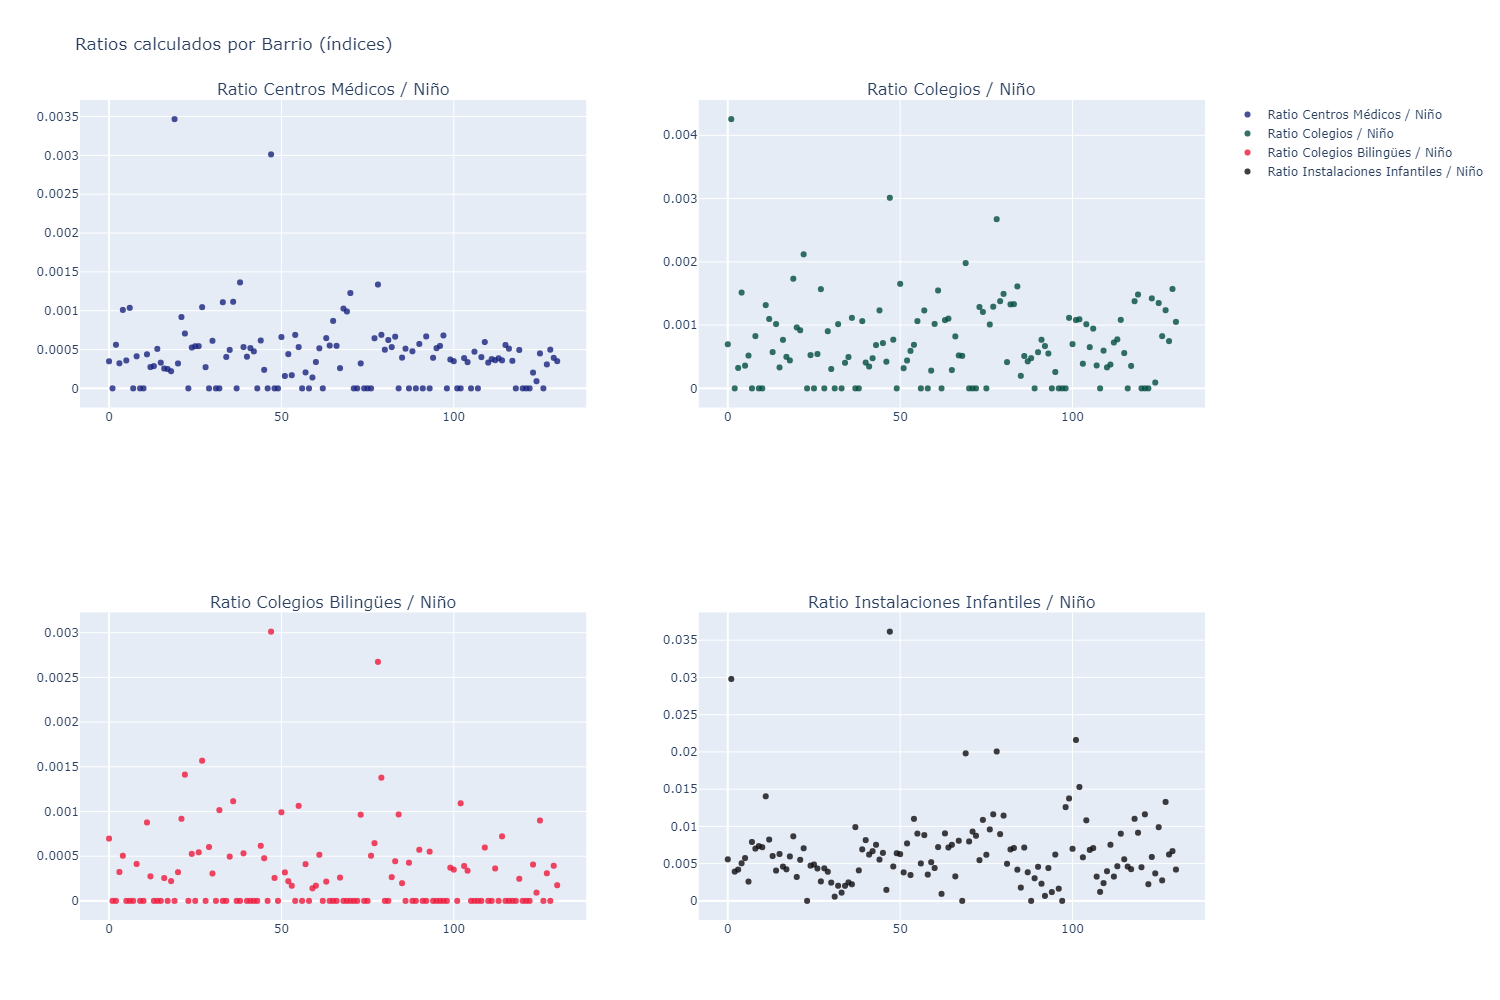 Ratios calculados por Barrio (índices)
Ratio Centros Médicos / Niño
0.0035
0.003
0.0025
0.002
0.0015
0.001
0.0005
0
0 50 100
Ratio Colegios / Niño
0.004
0.003
0.002
0.001
0
0 50 100
Ratio Centros Médicos / Niño
Ratio Colegios / Niño
Ratio Colegios Bilingües / Niño
Ratio Instalaciones Infantiles / Niño
Ratio Colegios Bilingües / Niño
0.003
0.0025
0.002
0.0015
0.001
0.0005
0
0 50 100
Ratio Instalaciones Infantiles / Niño
0.035
0.03
0.025
0.02
0.015
0.01
0.005
0
0 50 100